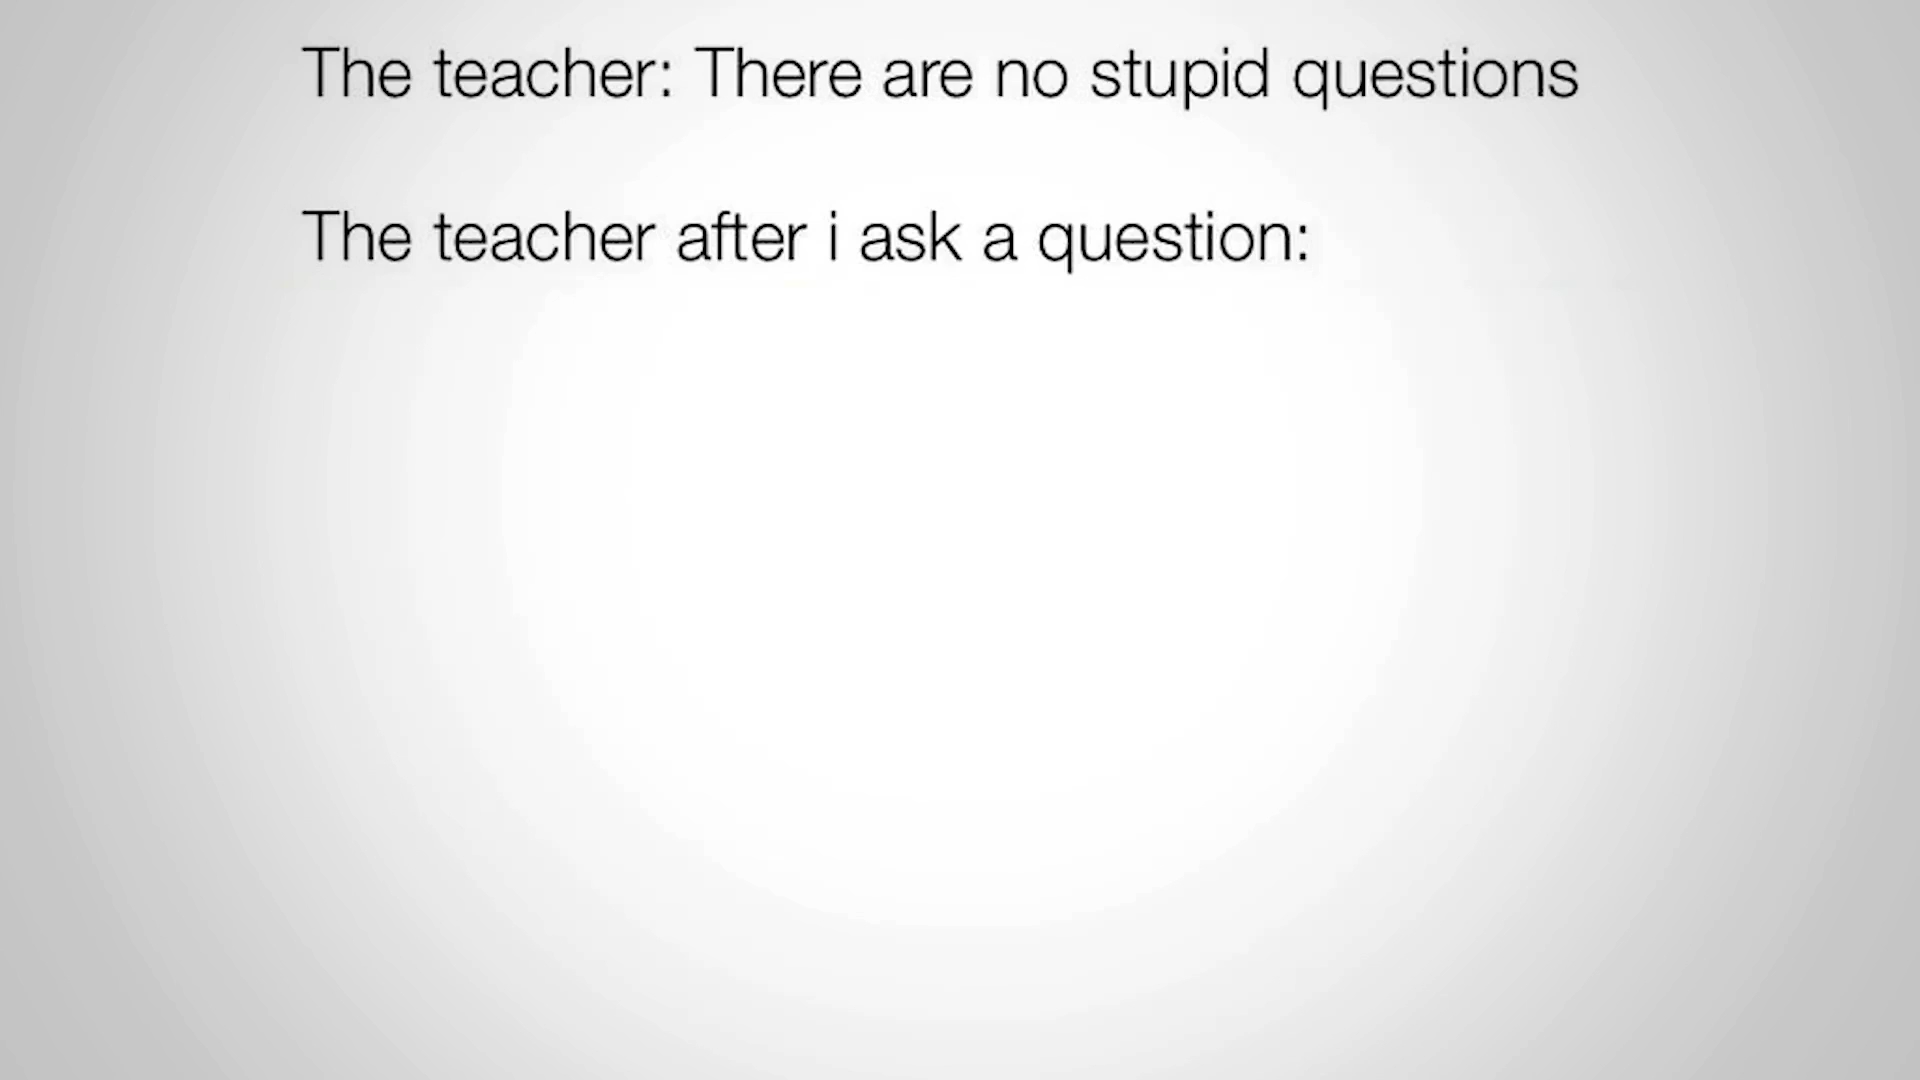 The teacher: There are no stupid questions
The teacher after i ask a question: